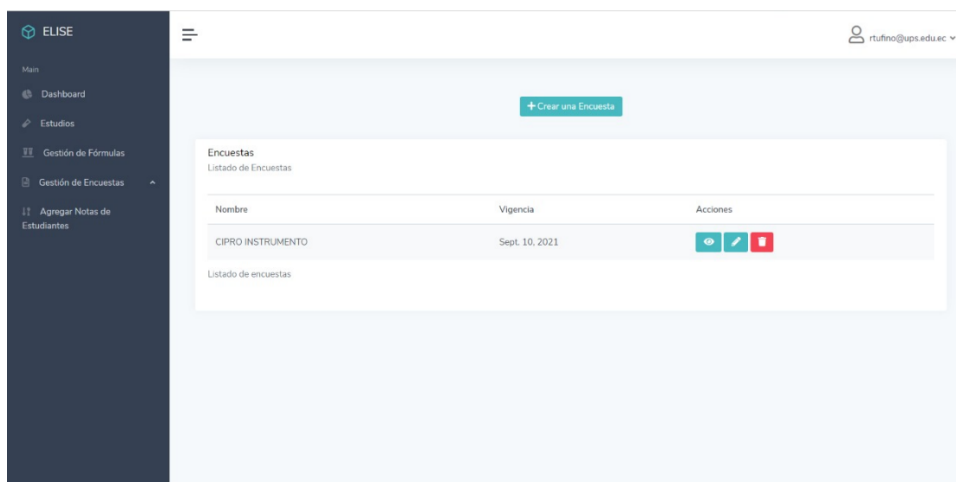 ELISE
rtufino@ups.edu.ec
Main
Dashboard
Estudios
Gestión de Fórmulas
Gestión de Encuestas
Agregar Notas de
Estudiantes
+ Crear una Encuesta
Encuestas
Listado de Encuestas
Nombre Vigencia Acciones
CIPRO INSTRUMENTO Sept. 10, 2021
Listado de encuestas